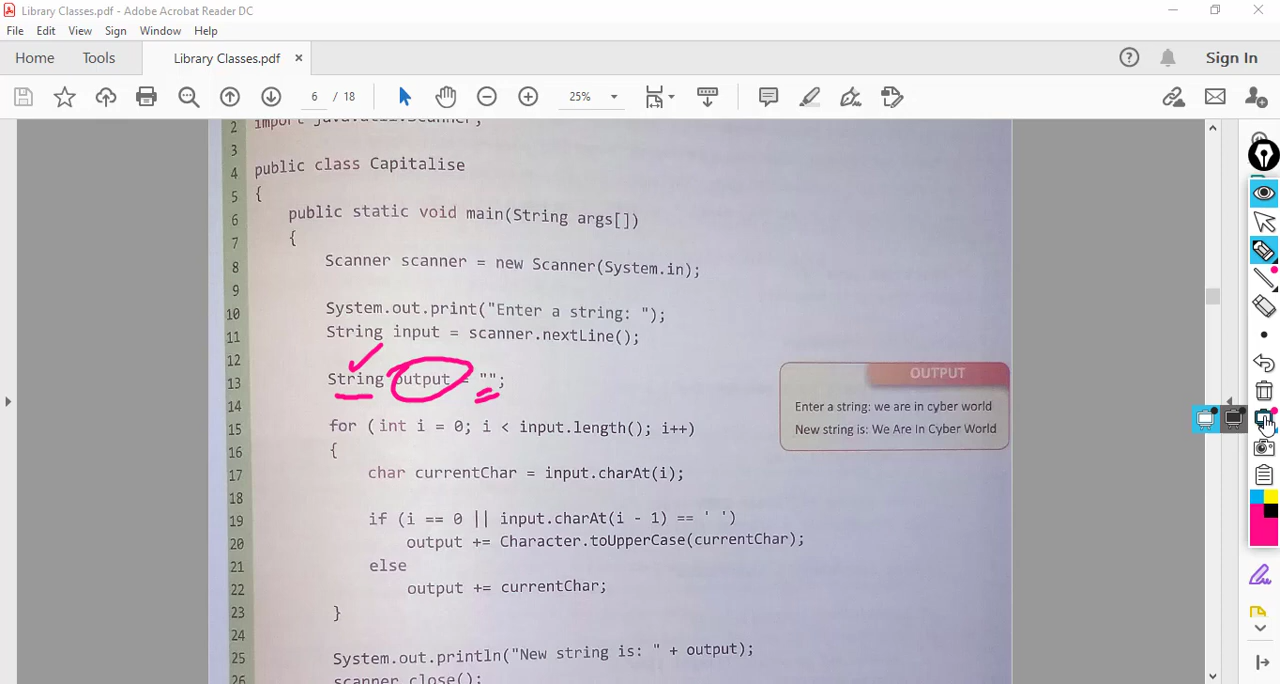 Library Classes.pdf - Adobe Acrobat Reader DC
File Edit View Sign Window Help
Home Tools Library Classes.pdf × Sign In
6 / 18 25%
2 import java.util.Scanner;
3
4 public class Capitalise
5 {
6 public static void main(String args[])
7 {
8 Scanner scanner = new Scanner(System.in);
9
10 System.out.print("Enter a string: ");
11 String input = scanner.nextLine();
12
13 String output = "";
14
15 for (int i = 0; i < input.length(); i++)
16 {
17 char currentChar = input.charAt(i);
18
19 if (i == 0 || input.charAt(i - 1) == ' ')
20 output += Character.toUpperCase(currentChar);
21 else
22 output += currentChar;
23 }
24
25 System.out.println("New string is: " + output);
26 scanner.close();
OUTPUT
Enter a string: we are in cyber world
New string is: We Are In Cyber World